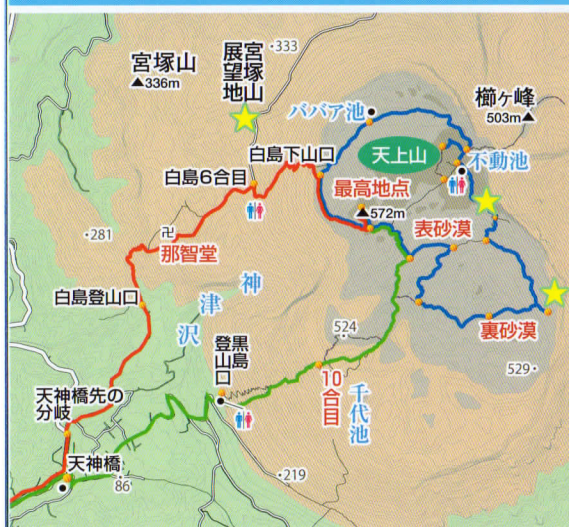 ・333
宮塚山
▲336m
宮塚山
展望地
ババア池
櫛ヶ峰
503m▲
天上山
不動池
白島下山口
白島6合目
最高地点
▲572m
表砂漠
・281
卍
那智堂
神津沢
白島登山口
裏砂漠
524
黒島
登山口
529・
10合目
千代池
天神橋先の
分岐
天神橋
86
・219